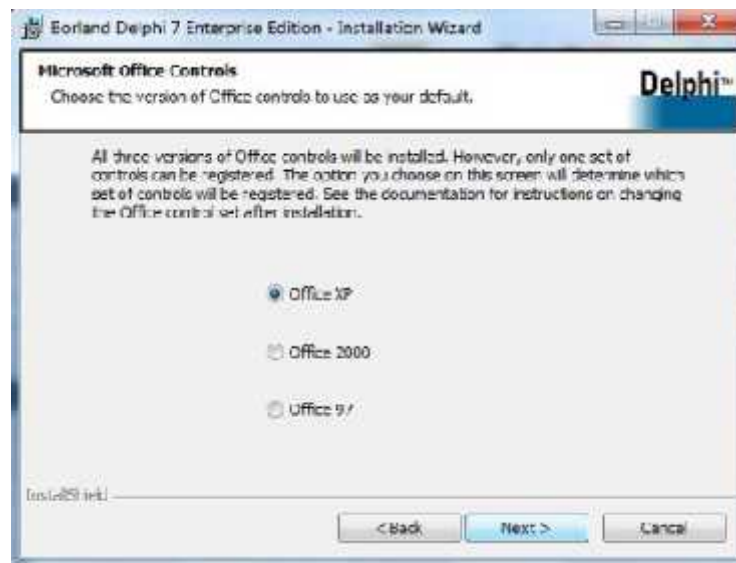 Borland Delphi 7 Enterprise Edition - Installation Wizard
Microsoft Office Controls
Choose the version of Office controls to use as your default.
Delphi™
All three versions of Office controls will be installed. However, only one set of
controls can be registered. The option you choose on this screen will determine which
set of controls will be registered. See the documentation for instructions on changing
the Office control set after installation.
Office XP
Office 2000
Office 97
InstallShield
< Back
Next >
Cancel